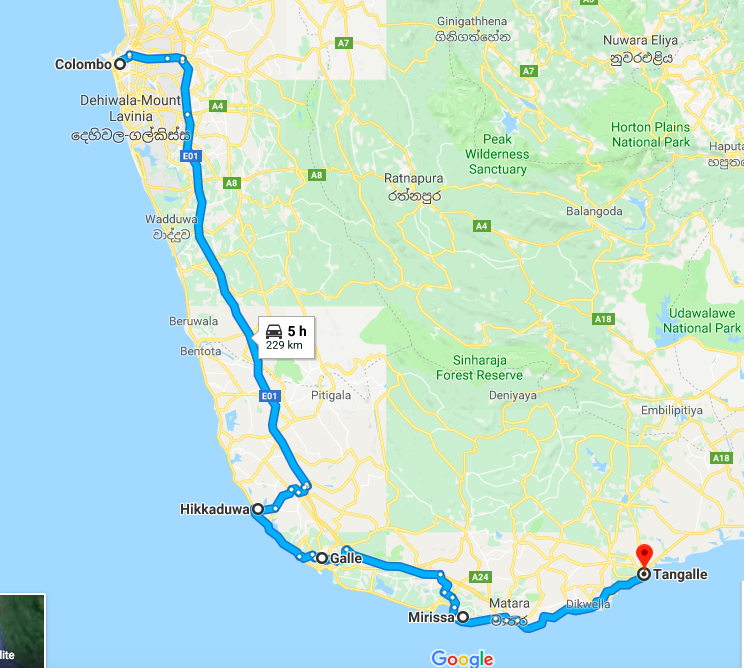 Ginigathhena
ගිනිගත්හේන
Nuwara Eliya
නුවරඑළිය
A7
Colombo
A7
Dehiwala-Mount
Lavinia
දෙහිවල-ගල්කිස්ස
A4
Horton Plains
National Park
Peak
Wilderness
Sanctuary
Haputa
E01
A8
A8
Ratnapura
රත්නපුර
Wadduwa
වාද්දුව
A4
Balangoda
Beruwala
5 h
229 km
A18
Udawalawe
National Park
Bentota
Sinharaja
Forest Reserve
E01
Pitigala
Deniyaya
Embilipitiya
A18
Hikkaduwa
Galle
A24
Tangalle
Mirissa
Matara
මාතර
Dikwella
lite
Google